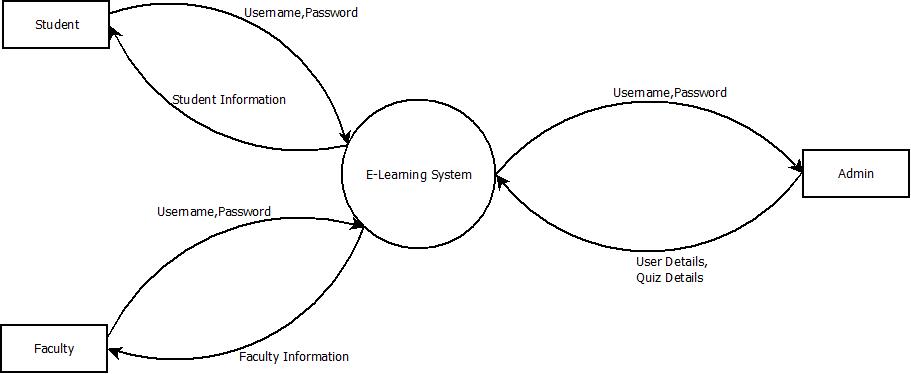 Username,Password
Student
Student Information
Username,Password
E-Learning System
Admin
Username,Password
User Details,
Quiz Details
Faculty
Faculty Information